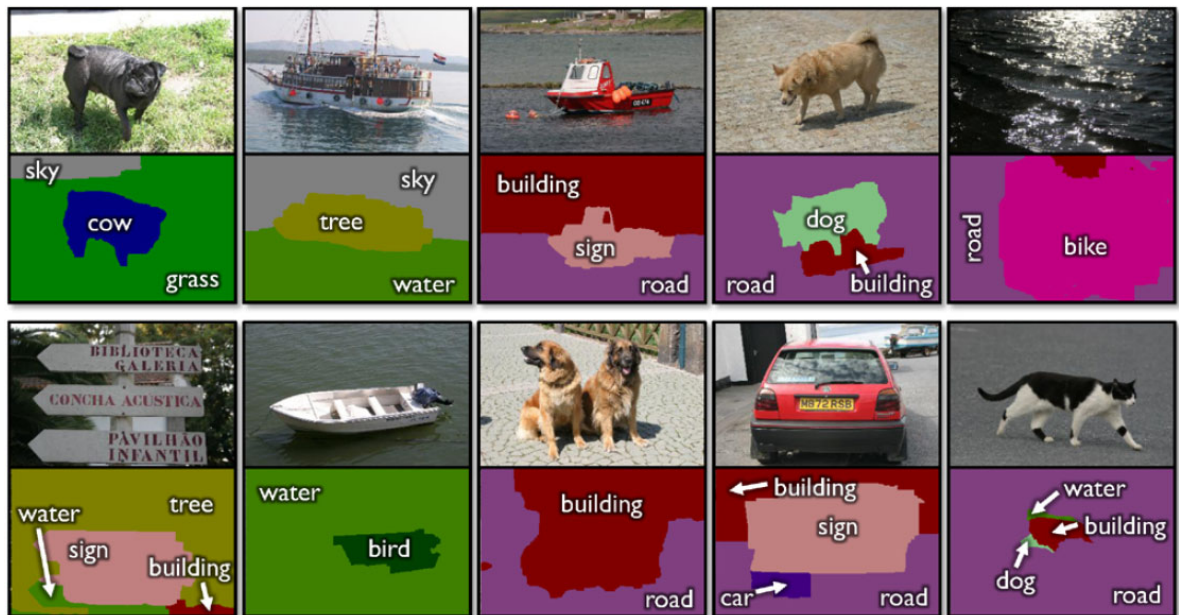 sky
cow
grass
sky
tree
water
building
sign
road
dog
road
building
road
bike
BIBLIOTECA
GALERIA
CONCHA ACUSTICA
PAVILHÃO
INFANTIL
M872 RSB
water
tree
sign
building
water
bird
building
road
building
sign
car
road
water
building
dog
road